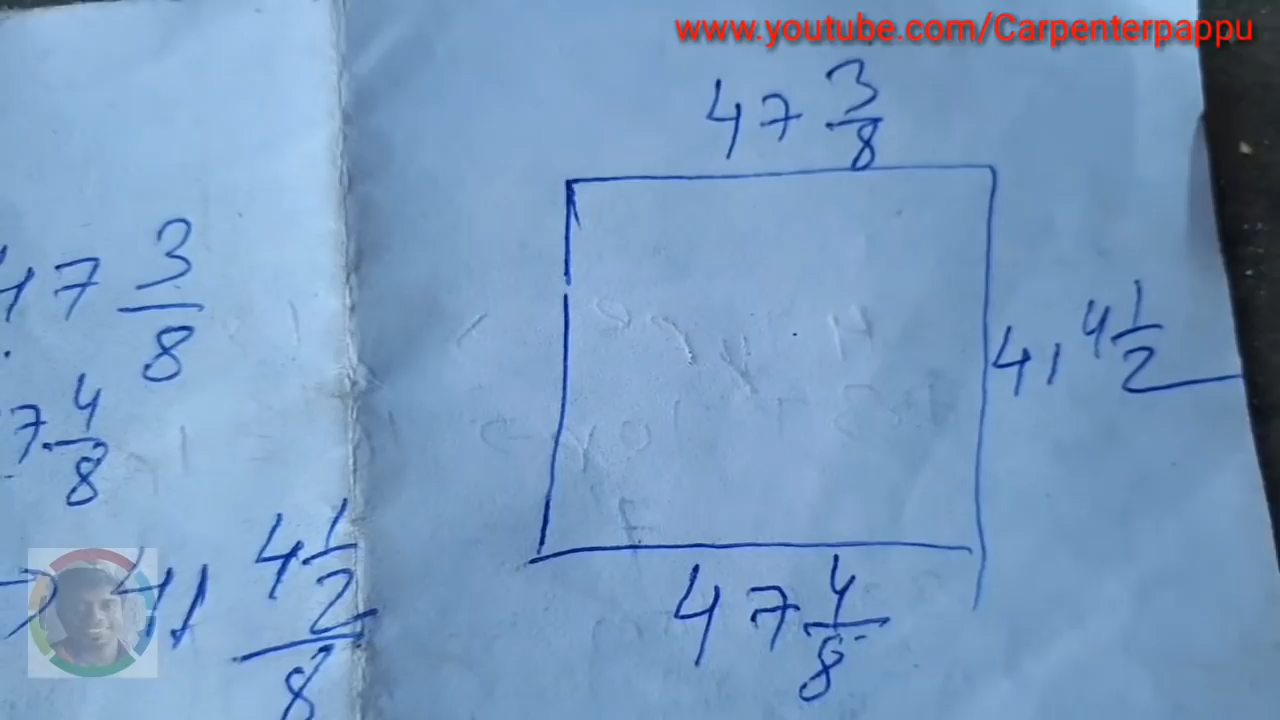 www.youtube.com/Carpenterpappu
47 3/8
47 3/8
41 4 1/2
7 4/8
47 4/8
41 4 1/2 / 8